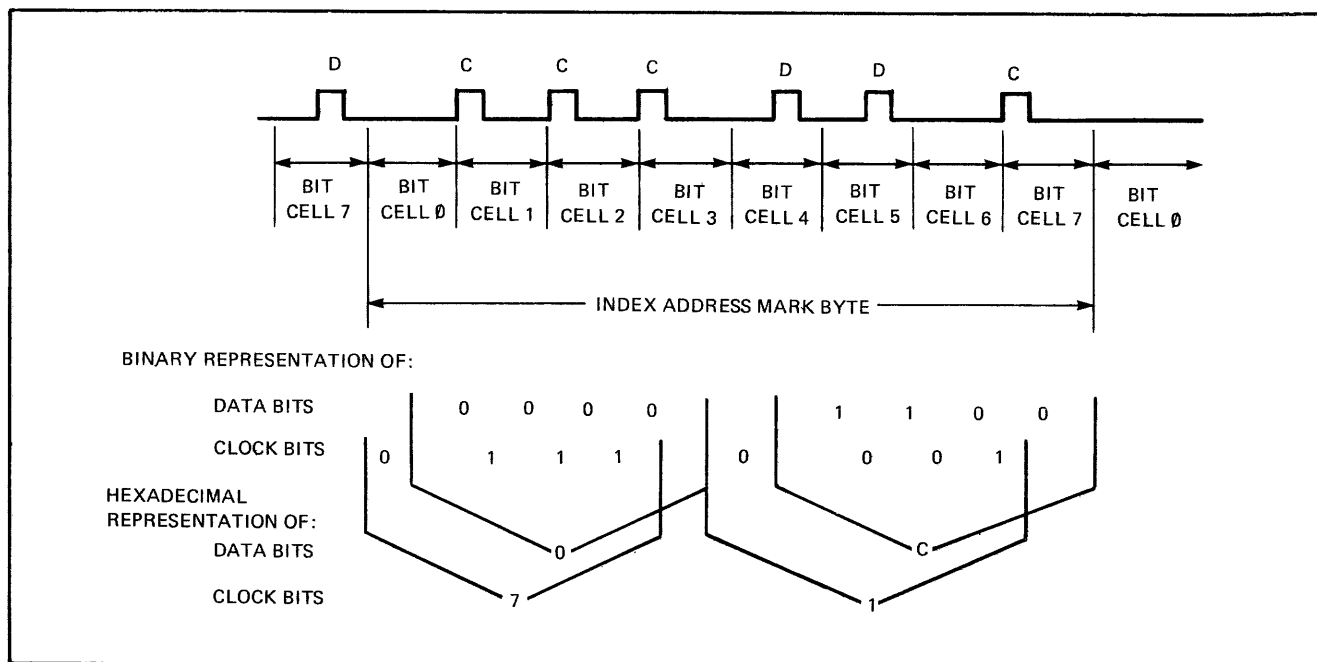 D C C C D D C
BIT CELL 7 BIT CELL 0 BIT CELL 1 BIT CELL 2 BIT CELL 3 BIT CELL 4 BIT CELL 5 BIT CELL 6 BIT CELL 7 BIT CELL 0
INDEX ADDRESS MARK BYTE
BINARY REPRESENTATION OF:
DATA BITS 0 0 0 0 1 1 0 0
CLOCK BITS 0 1 1 1 0 0 0 1
HEXADECIMAL
REPRESENTATION OF:
DATA BITS 0 C
CLOCK BITS 7 1